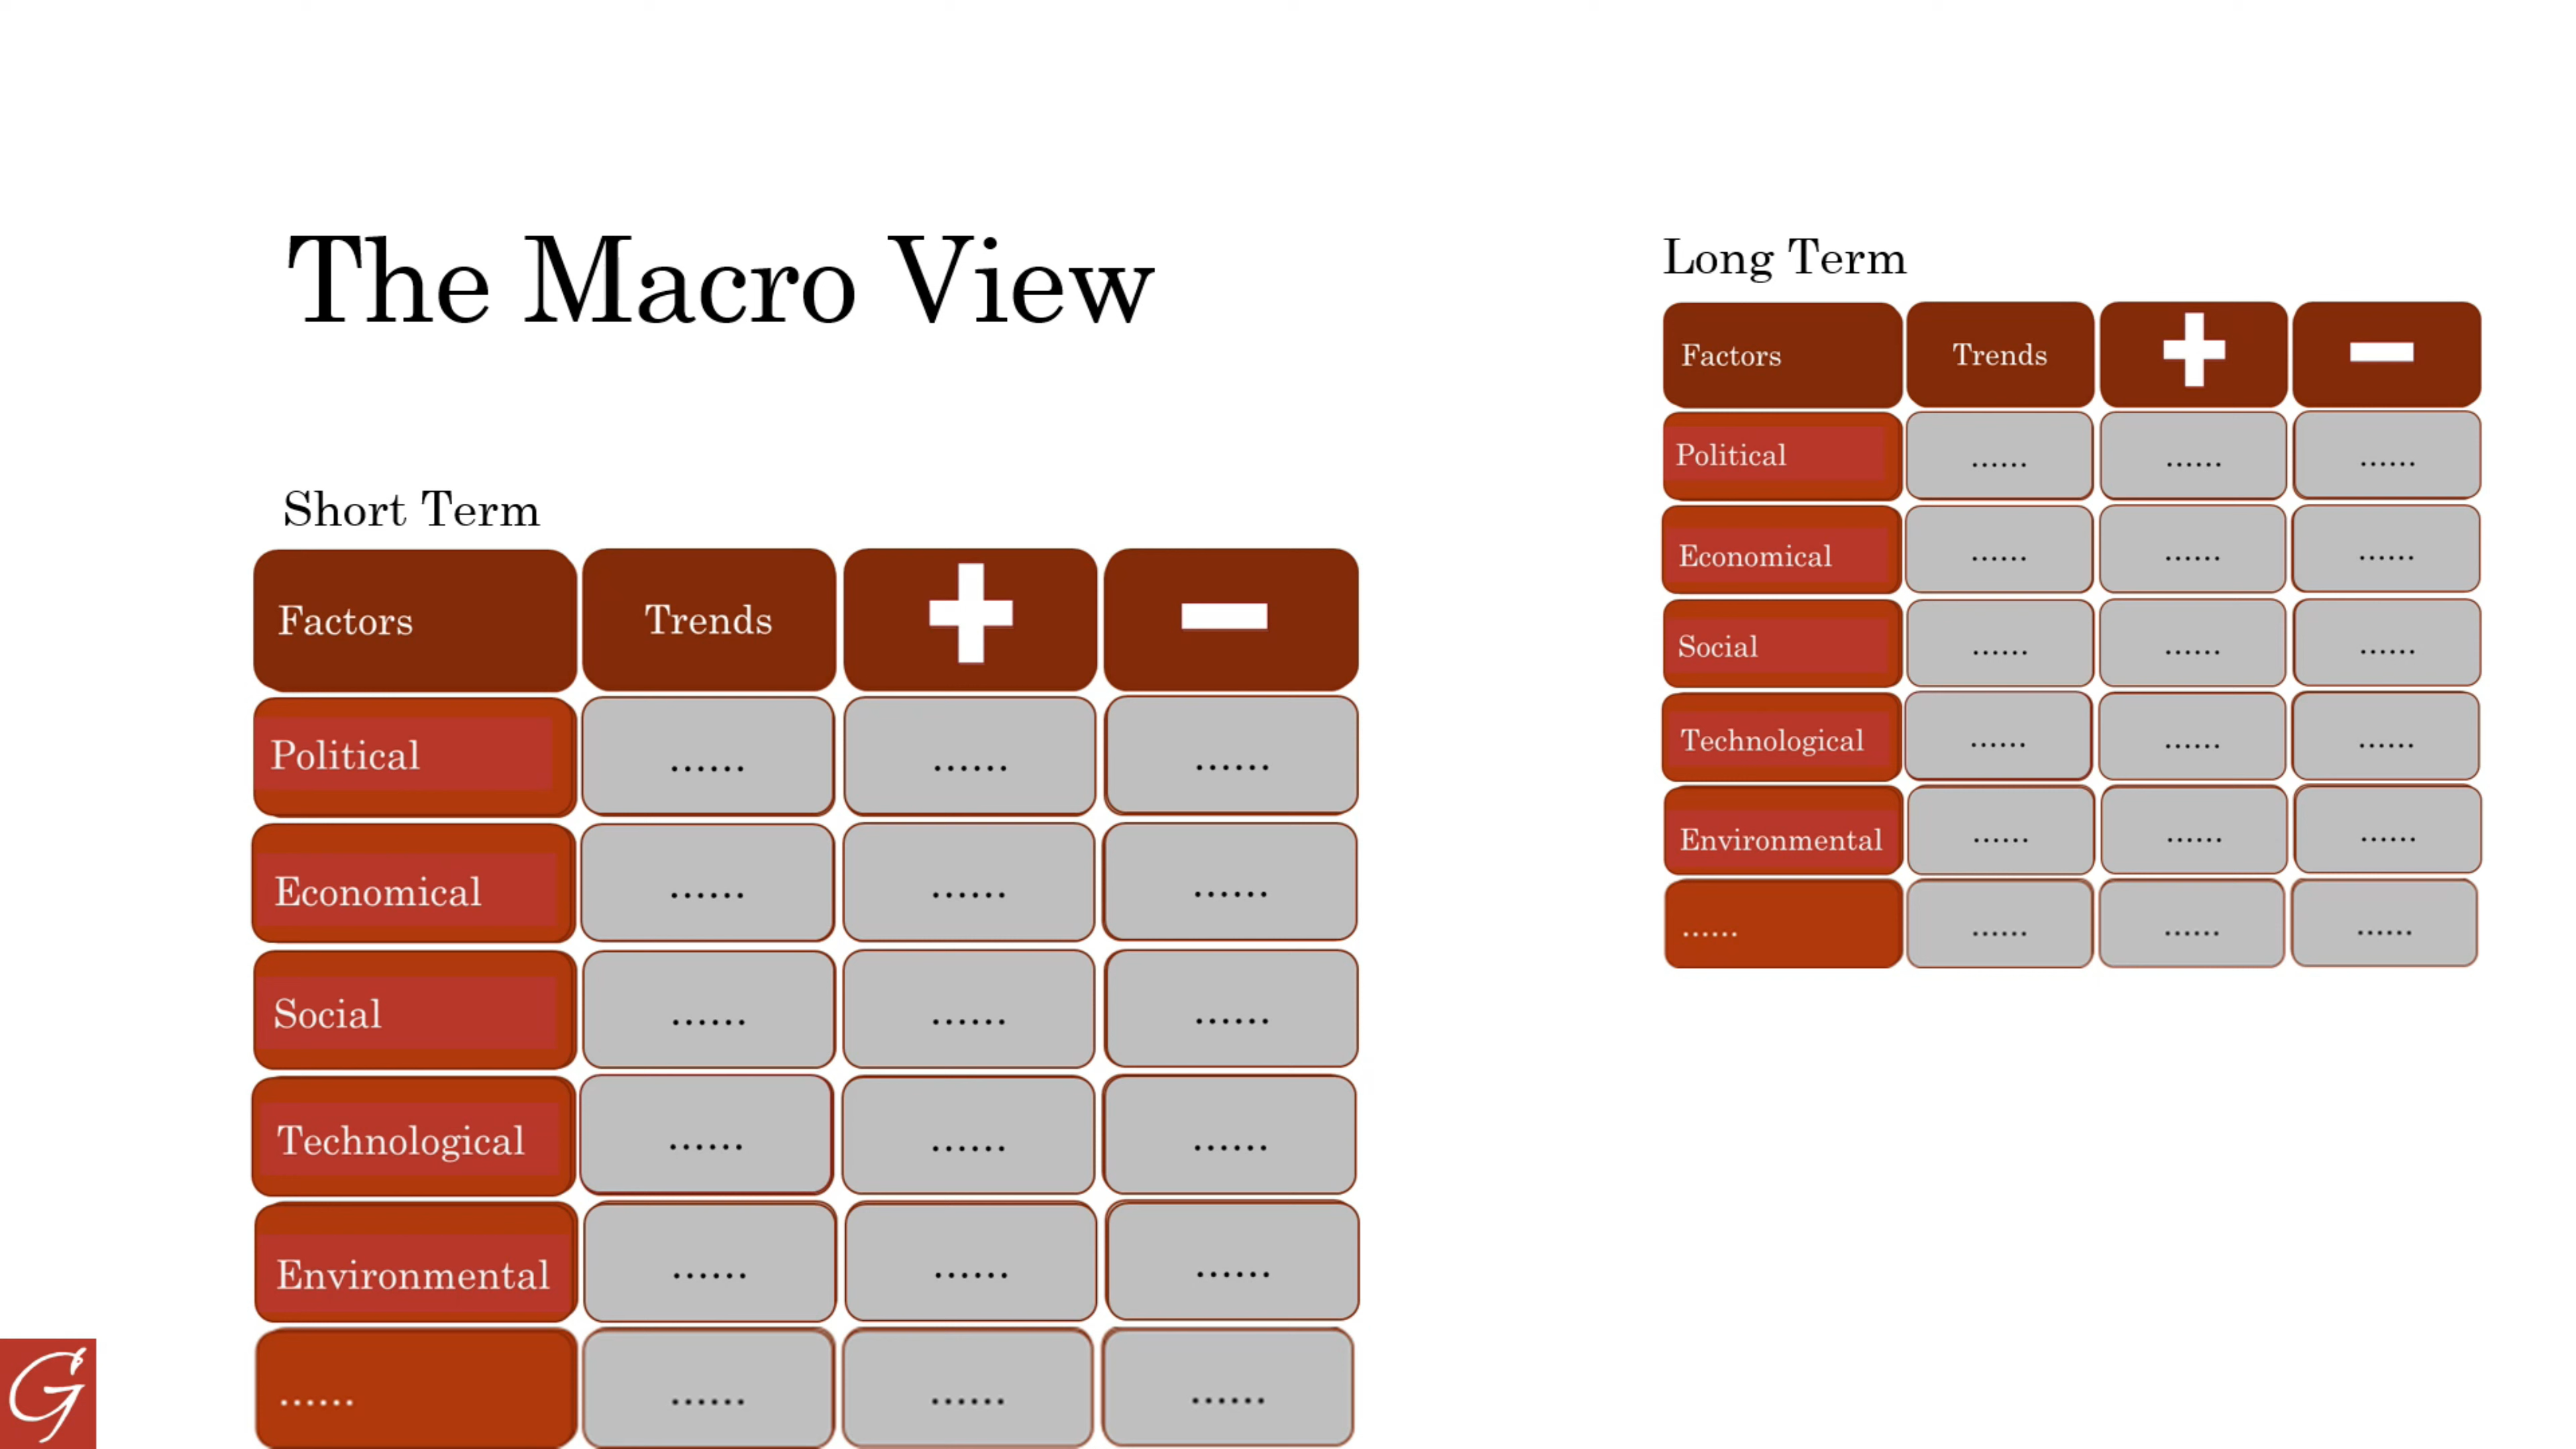 The Macro View
Short Term
Factors Trends + −
Political ...... ...... ......
Economical ...... ...... ......
Social ...... ...... ......
Technological ...... ...... ......
Environmental ...... ...... ......
...... ...... ...... ......
Long Term
Factors Trends + −
Political ...... ...... ......
Economical ...... ...... ......
Social ...... ...... ......
Technological ...... ...... ......
Environmental ...... ...... ......
...... ...... ...... ......
G